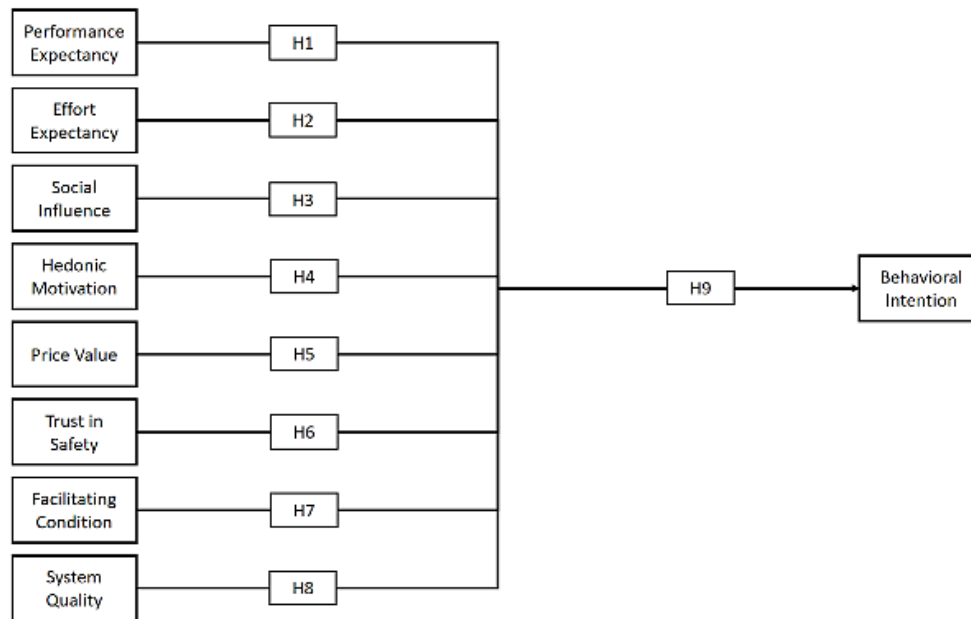 Performance
Expectancy
H1
Effort
Expectancy
H2
Social
Influence
H3
Hedonic
Motivation
H4
Price Value
H5
Trust in
Safety
H6
Facilitating
Condition
H7
System
Quality
H8
H9
Behavioral
Intention